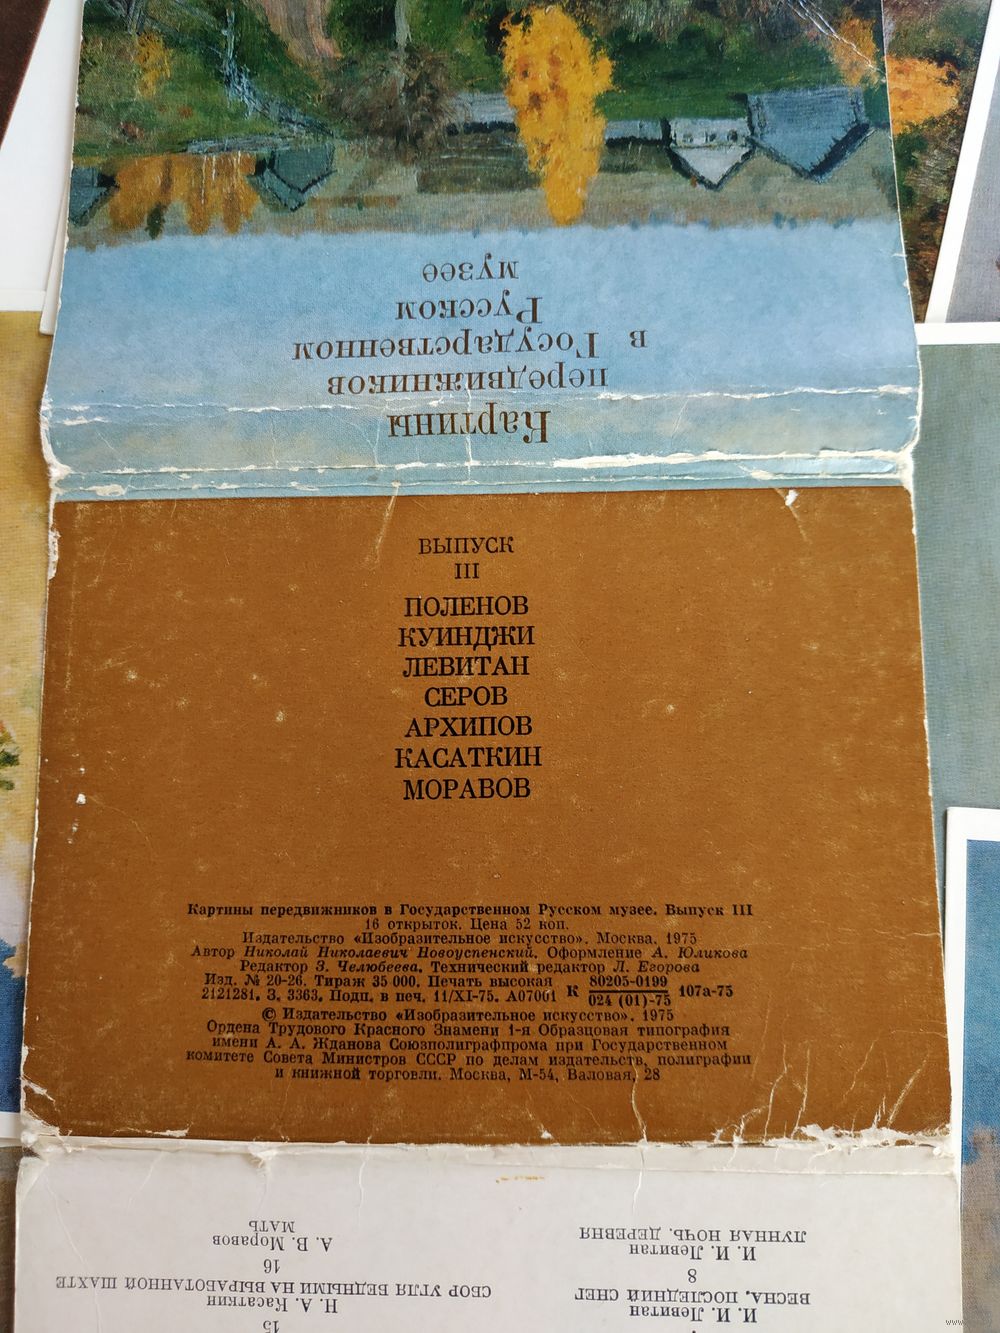 Картины
передвижников
в Государственном
Русском
музее
ВЫПУСК
III
ПОЛЕНОВ
КУИНДЖИ
ЛЕВИТАН
СЕРОВ
АРХИПОВ
КАСАТКИН
МОРАВОВ
Картины передвижников в Государственном Русском музее. Выпуск III
16 открыток. Цена 52 коп.
Издательство «Изобразительное искусство». Москва. 1975
Автор Николай Николаевич Новоуспенский. Оформление А. Юликова
Редактор З. Челюбеева. Технический редактор Л. Егорова
Изд. № 20-26. Тираж 35 000. Печать высокая
2121281. З. 3363. Подп. в печ. 11/XI-75. А07001 К 80205-0199 / 024 (01)-75 107а-75
© Издательство «Изобразительное искусство». 1975
Ордена Трудового Красного Знамени 1-я Образцовая типография
имени А. А. Жданова Союзполиграфпрома при Государственном
комитете Совета Министров СССР по делам издательств, полиграфии
и книжной торговли. Москва, М-54, Валовая, 28
И. И. Левитан
ВЕСНА. ПОСЛЕДНИЙ СНЕГ
8
И. И. Левитан
ЛУННАЯ НОЧЬ. ДЕРЕВНЯ
15
Н. А. Касаткин
СБОР УГЛЯ БЕДНЫМИ НА ВЫРАБОТАННОЙ ШАХТЕ
16
А. В. Моравов
МАТЬ